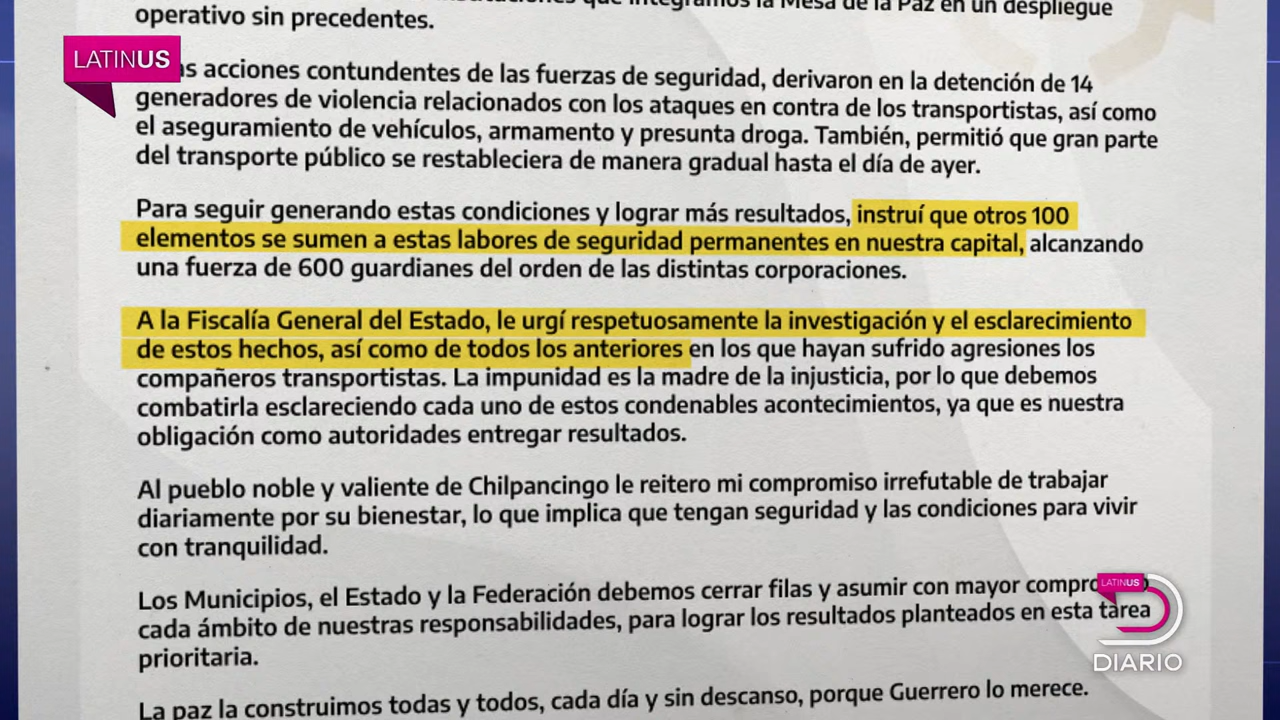 que integramos la Mesa de la Paz en un despliegue
operativo sin precedentes.
LATINUS
s acciones contundentes de las fuerzas de seguridad, derivaron en la detención de 14
generadores de violencia relacionados con los ataques en contra de los transportistas, así como
el aseguramiento de vehículos, armamento y presunta droga. También, permitió que gran parte
del transporte público se restableciera de manera gradual hasta el día de ayer.
Para seguir generando estas condiciones y lograr más resultados, instruí que otros 100
elementos se sumen a estas labores de seguridad permanentes en nuestra capital, alcanzando
una fuerza de 600 guardianes del orden de las distintas corporaciones.
A la Fiscalía General del Estado, le urgí respetuosamente la investigación y el esclarecimiento
de estos hechos, así como de todos los anteriores en los que hayan sufrido agresiones los
compañeros transportistas. La impunidad es la madre de la injusticia, por lo que debemos
combatirla esclareciendo cada uno de estos condenables acontecimientos, ya que es nuestra
obligación como autoridades entregar resultados.
Al pueblo noble y valiente de Chilpancingo le reitero mi compromiso irrefutable de trabajar
diariamente por su bienestar, lo que implica que tengan seguridad y las condiciones para vivir
con tranquilidad.
Los Municipios, el Estado y la Federación debemos cerrar filas y asumir con mayor
cada ámbito de nuestras responsabilidades, para lograr los resultados planteados en esta tarea
prioritaria.
La paz la construimos todas y todos, cada día y sin descanso, porque Guerrero lo merece.
LATINUS
DIARIO